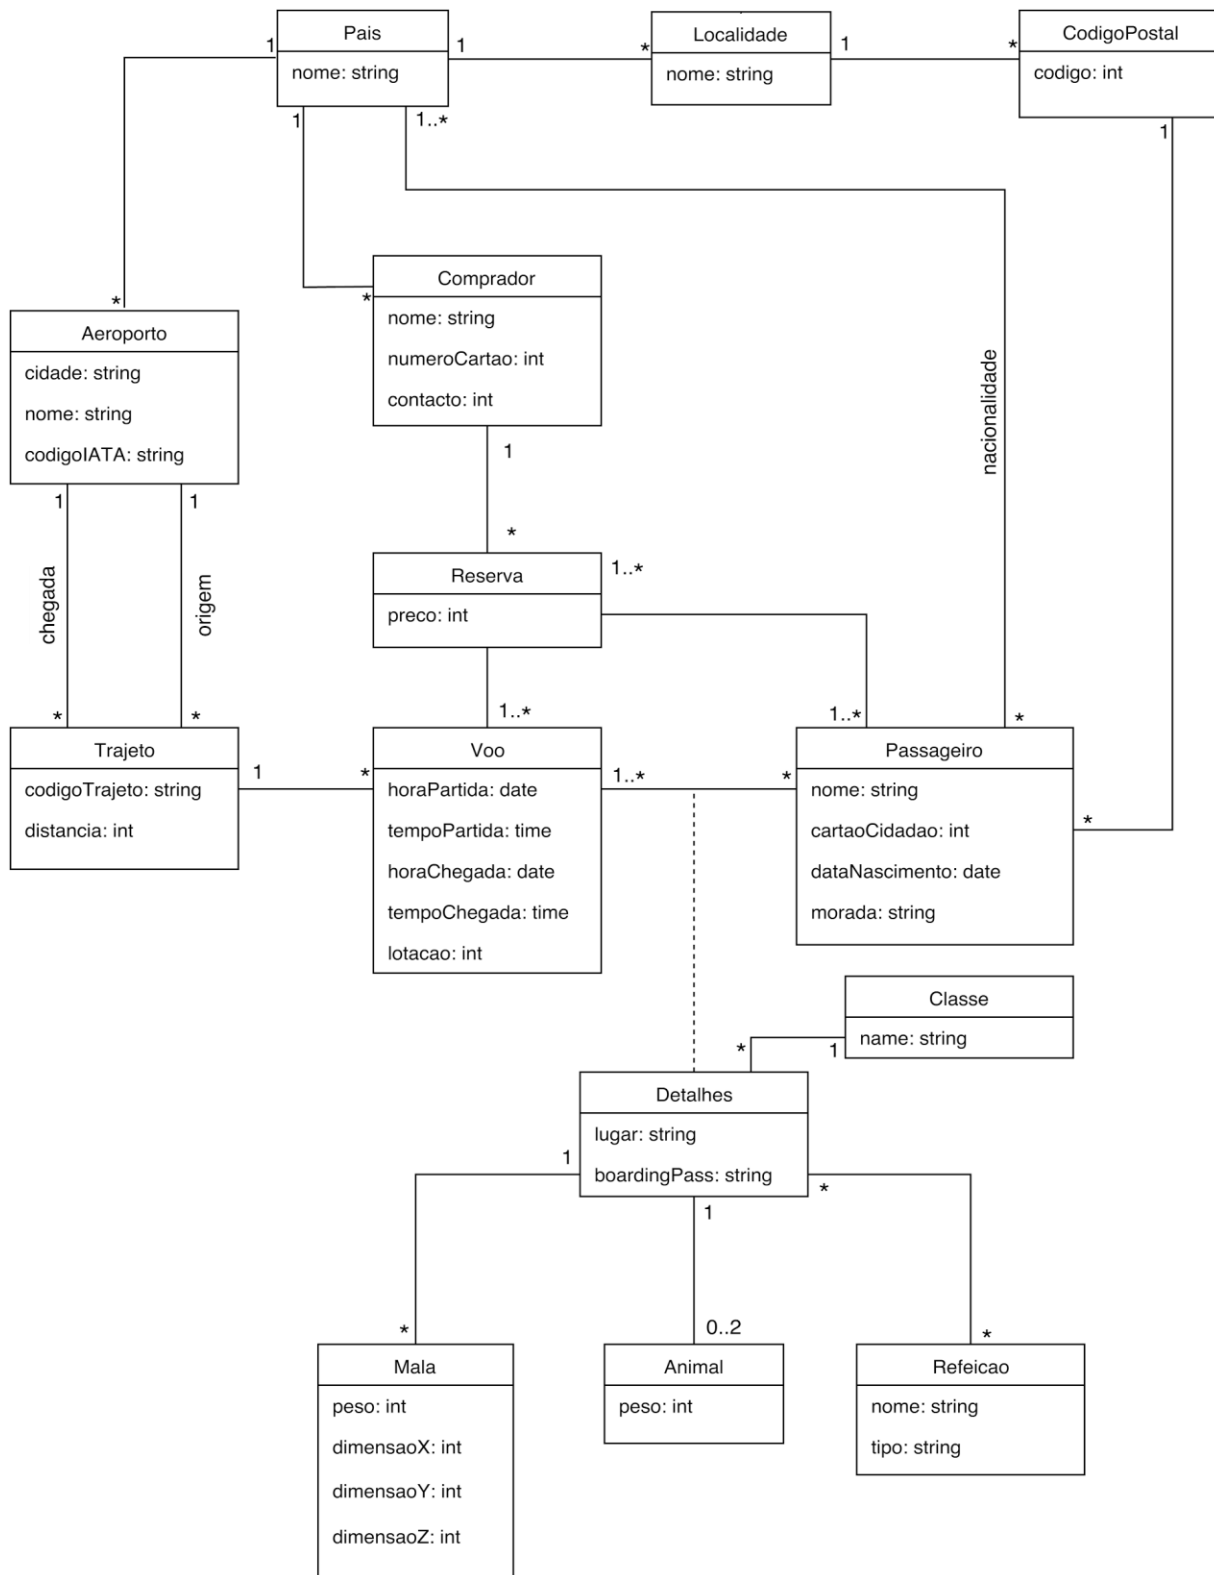 1
Pais
nome: string
1
*
Localidade
nome: string
1
*
CodigoPostal
codigo: int
1
1..*
1
*
*
Comprador
nome: string
numeroCartao: int
contacto: int
Aeroporto
cidade: string
nome: string
codigoIATA: string
nacionalidade
1
1
1
*
chegada
origem
Reserva
preco: int
1..*
*
*
1..*
1..*
*
Trajeto
codigoTrajeto: string
distancia: int
1
*
Voo
horaPartida: date
tempoPartida: time
horaChegada: date
tempoChegada: time
lotacao: int
1..*
*
Passageiro
nome: string
cartaoCidadao: int
dataNascimento: date
morada: string
*
Classe
name: string
*
1
Detalhes
lugar: string
boardingPass: string
1
1
*
*
0..2
*
Mala
peso: int
dimensaoX: int
dimensaoY: int
dimensaoZ: int
Animal
peso: int
Refeicao
nome: string
tipo: string